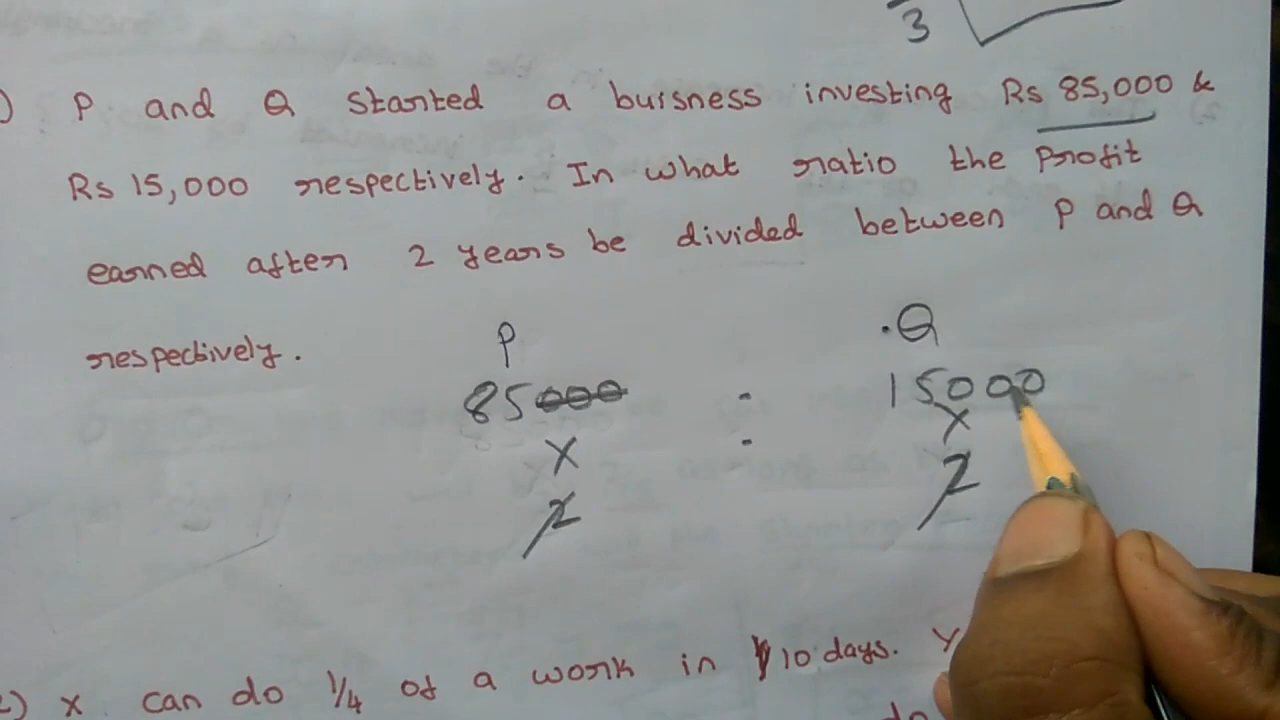 3
) P and Q started a buisness investing Rs 85,000 &
Rs 15,000 respectively. In what ratio the Profit
earned after 2 years be divided between P and Q
respectively.
P . Q
85000 : 15000
x x
2 2
2) x can do 1/4 of a work in 10 days. Y
do